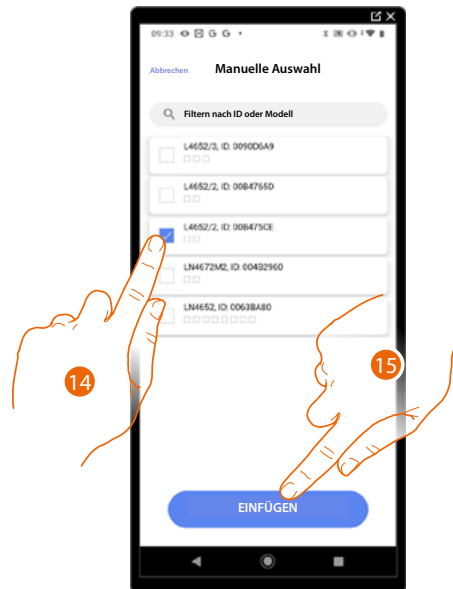 09:33 G G
Abbrechen Manuelle Auswahl
Filtern nach ID oder Modell
L4652/3, ID: 0090D6A9
L4652/2, ID: 00B4765D
L4652/2, ID: 00B475CE
LN4672M2, ID: 004B2960
LN4652, ID: 0063BA80
14
15
EINFÜGEN